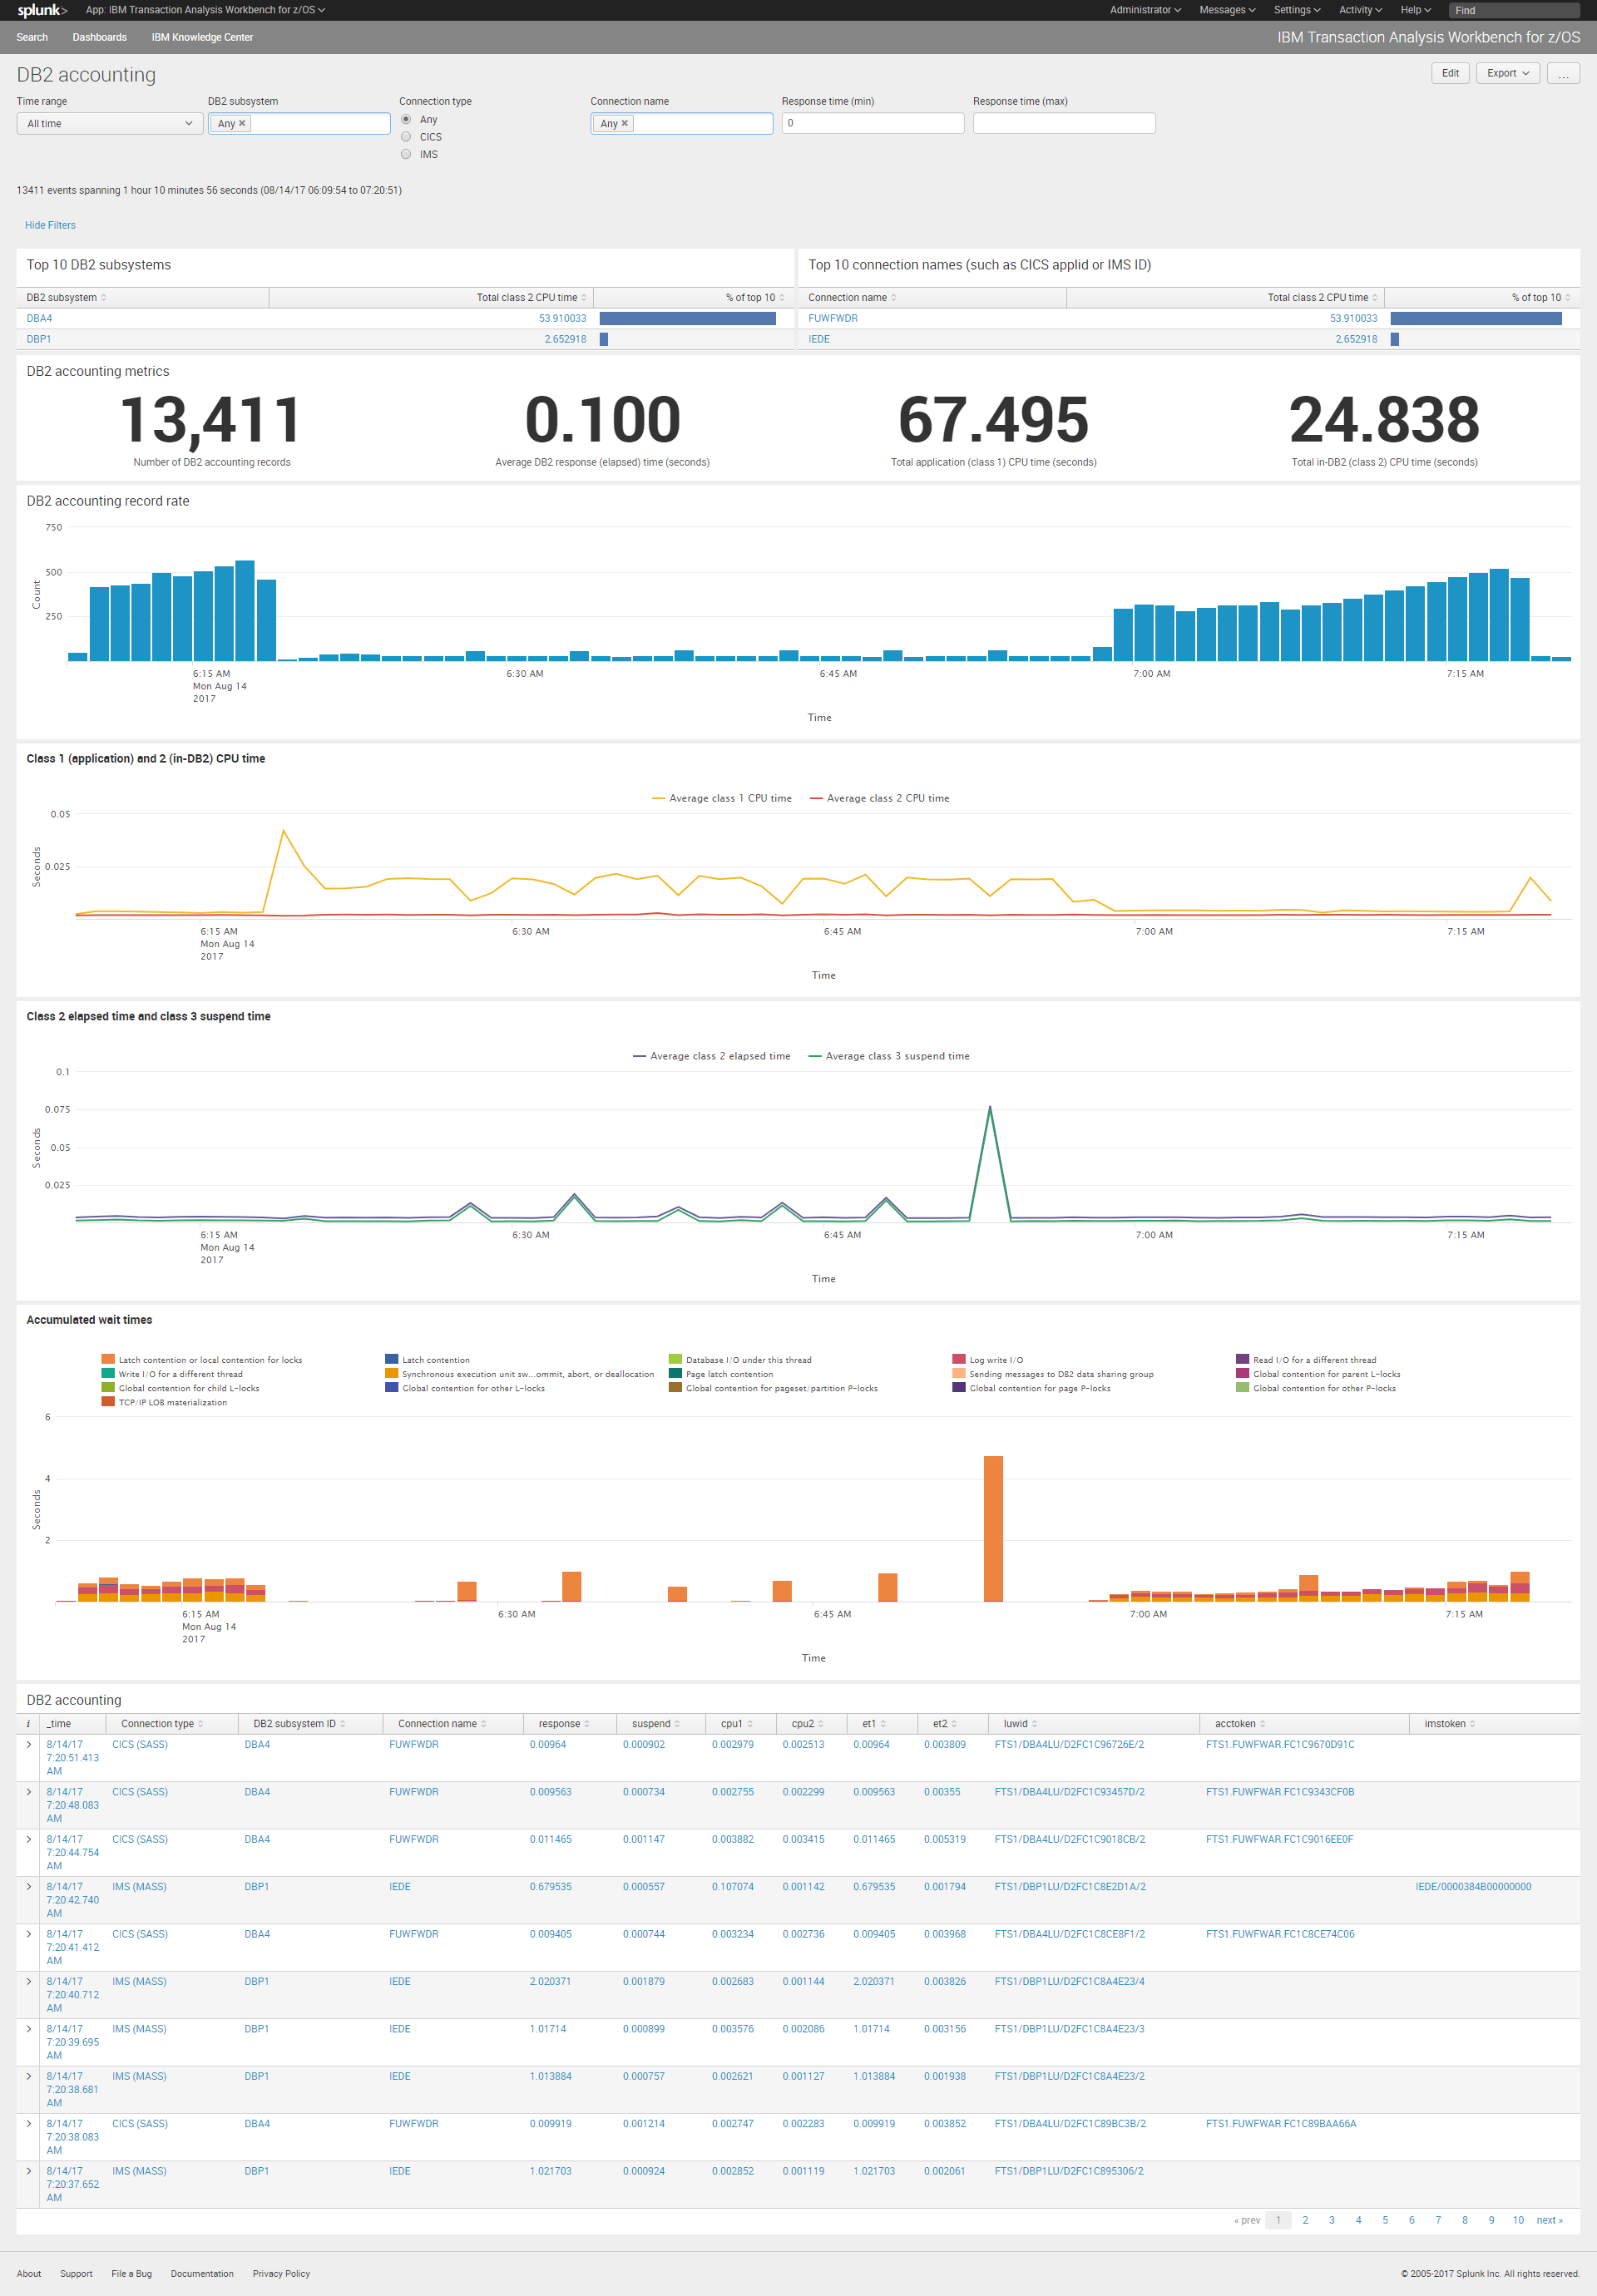 splunk> App: IBM Transaction Analysis Workbench for z/OS Administrator Messages Settings Activity Help Find
Search Dashboards IBM Knowledge Center IBM Transaction Analysis Workbench for z/OS
DB2 accounting Edit Export ...
Time range DB2 subsystem Connection type Connection name Response time (min) Response time (max)
All time Any × Any Any × 0
CICS
IMS
13411 events spanning 1 hour 10 minutes 56 seconds (08/14/17 06:09:54 to 07:20:51)
Hide Filters
Top 10 DB2 subsystems Top 10 connection names (such as CICS applid or IMS ID)
DB2 subsystem Total class 2 CPU time % of top 10 Connection name Total class 2 CPU time % of top 10
DBA4 53.910033 FUWFWDR 53.910033
DBP1 2.652918 IEDE 2.652918
DB2 accounting metrics
13,411 0.100 67.495 24.838
Number of DB2 accounting records Average DB2 response (elapsed) time (seconds) Total application (class 1) CPU time (seconds) Total in-DB2 (class 2) CPU time (seconds)
DB2 accounting record rate
750
500
250
Count
6:15 AM 6:30 AM 6:45 AM 7:00 AM 7:15 AM
Mon Aug 14
2017
Time
Class 1 (application) and 2 (in-DB2) CPU time
Average class 1 CPU time Average class 2 CPU time
0.05
0.025
Seconds
6:15 AM 6:30 AM 6:45 AM 7:00 AM 7:15 AM
Mon Aug 14
2017
Time
Class 2 elapsed time and class 3 suspend time
Average class 2 elapsed time Average class 3 suspend time
0.1
0.075
0.05
0.025
Seconds
6:15 AM 6:30 AM 6:45 AM 7:00 AM 7:15 AM
Mon Aug 14
2017
Time
Accumulated wait times
Latch contention or local contention for locks Latch contention Database I/O under this thread Log write I/O Read I/O for a different thread
Write I/O for a different thread Synchronous execution unit sw...ommit, abort, or deallocation Page latch contention Sending messages to DB2 data sharing group Global contention for parent L-locks
Global contention for child L-locks Global contention for other L-locks Global contention for pageset/partition P-locks Global contention for page P-locks Global contention for other P-locks
TCP/IP LOB materialization
6
4
2
Seconds
6:15 AM 6:30 AM 6:45 AM 7:00 AM 7:15 AM
Mon Aug 14
2017
Time
DB2 accounting
i _time Connection type DB2 subsystem ID Connection name response suspend cpu1 cpu2 et1 et2 luwid acctoken imstoken
> 8/14/17 CICS (SASS) DBA4 FUWFWDR 0.00964 0.000902 0.002979 0.002513 0.00964 0.003809 FTS1/DBA4LU/D2FC1C96726E/2 FTS1.FUWFWAR.FC1C9670D91C
7:20:51.413
AM
> 8/14/17 CICS (SASS) DBA4 FUWFWDR 0.009563 0.000734 0.002755 0.002299 0.009563 0.00355 FTS1/DBA4LU/D2FC1C93457D/2 FTS1.FUWFWAR.FC1C9343CF0B
7:20:48.083
AM
> 8/14/17 CICS (SASS) DBA4 FUWFWDR 0.011465 0.001147 0.003882 0.003415 0.011465 0.005319 FTS1/DBA4LU/D2FC1C9018CB/2 FTS1.FUWFWAR.FC1C9016EE0F
7:20:44.754
AM
> 8/14/17 IMS (MASS) DBP1 IEDE 0.679535 0.000557 0.107074 0.001142 0.679535 0.001794 FTS1/DBP1LU/D2FC1C8E2D1A/2 IEDE/0000384B00000000
7:20:42.740
AM
> 8/14/17 CICS (SASS) DBA4 FUWFWDR 0.009405 0.000744 0.003234 0.002736 0.009405 0.003968 FTS1/DBA4LU/D2FC1C8CE8F1/2 FTS1.FUWFWAR.FC1C8CE74C06
7:20:41.412
AM
> 8/14/17 IMS (MASS) DBP1 IEDE 2.020371 0.001879 0.002683 0.001144 2.020371 0.003826 FTS1/DBP1LU/D2FC1C8A4E23/4
7:20:40.712
AM
> 8/14/17 IMS (MASS) DBP1 IEDE 1.01714 0.000899 0.003576 0.002086 1.01714 0.003156 FTS1/DBP1LU/D2FC1C8A4E23/3
7:20:39.695
AM
> 8/14/17 IMS (MASS) DBP1 IEDE 1.013884 0.000757 0.002621 0.001127 1.013884 0.001938 FTS1/DBP1LU/D2FC1C8A4E23/2
7:20:38.681
AM
> 8/14/17 CICS (SASS) DBA4 FUWFWDR 0.009919 0.001214 0.002747 0.002283 0.009919 0.003852 FTS1/DBA4LU/D2FC1C89BC3B/2 FTS1.FUWFWAR.FC1C89BAA66A
7:20:38.083
AM
> 8/14/17 IMS (MASS) DBP1 IEDE 1.021703 0.000924 0.002852 0.001119 1.021703 0.002061 FTS1/DBP1LU/D2FC1C895306/2
7:20:37.652
AM
« prev 1 2 3 4 5 6 7 8 9 10 next »
About Support File a Bug Documentation Privacy Policy © 2005-2017 Splunk Inc. All rights reserved.